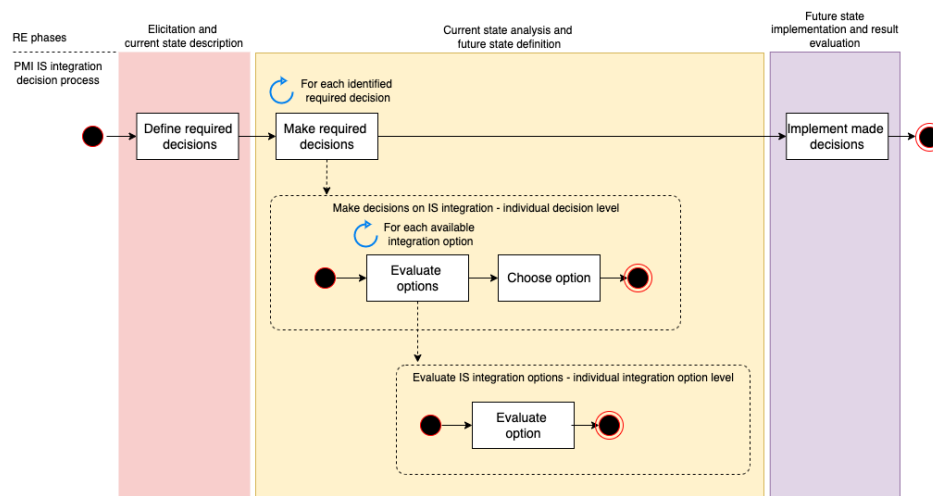 RE phases
Elicitation and
current state description
Current state analysis and
future state definition
Future state
implementation and result
evaluation
PMI IS integration
decision process
For each identified
required decision
Define required
decisions
Make required
decisions
Implement made
decisions
Make decisions on IS integration - individual decision level
For each available
integration option
Evaluate
options
Choose option
Evaluate IS integration options - individual integration option level
Evaluate
option